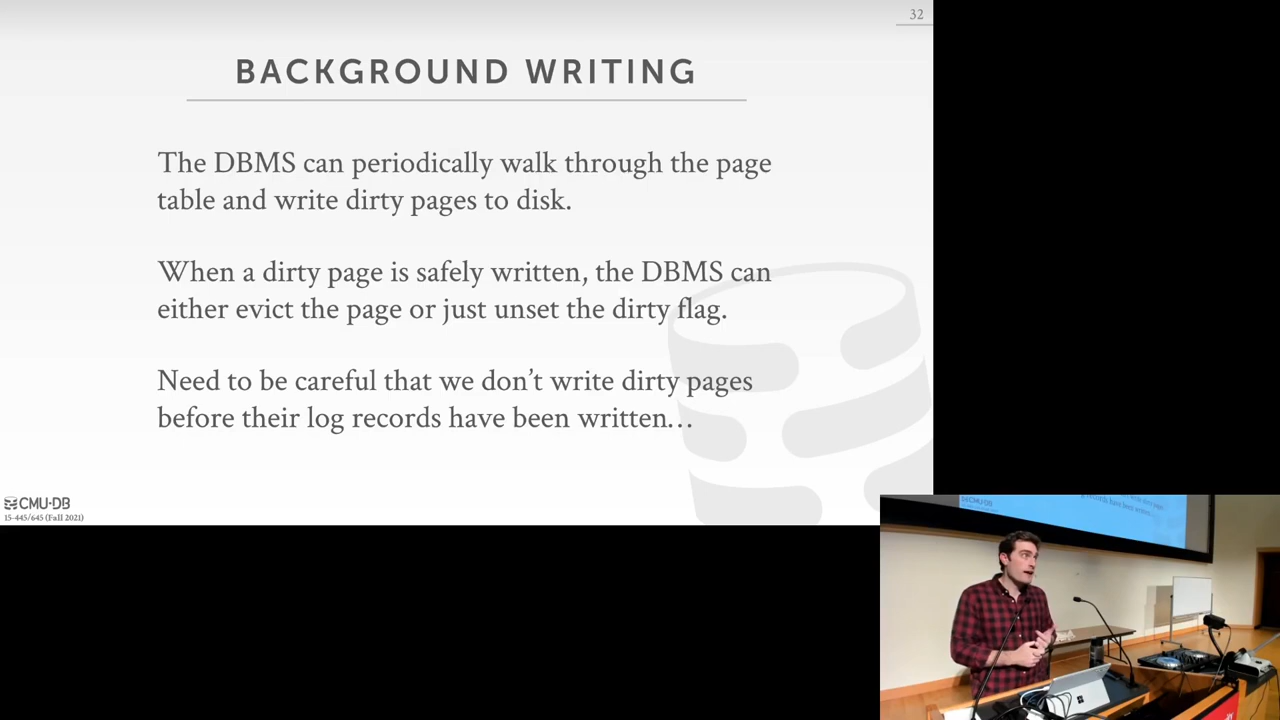 32
BACKGROUND WRITING
The DBMS can periodically walk through the page
table and write dirty pages to disk.
When a dirty page is safely written, the DBMS can
either evict the page or just unset the dirty flag.
Need to be careful that we don't write dirty pages
before their log records have been written…
CMU·DB
15-445/645 (Fall 2021)